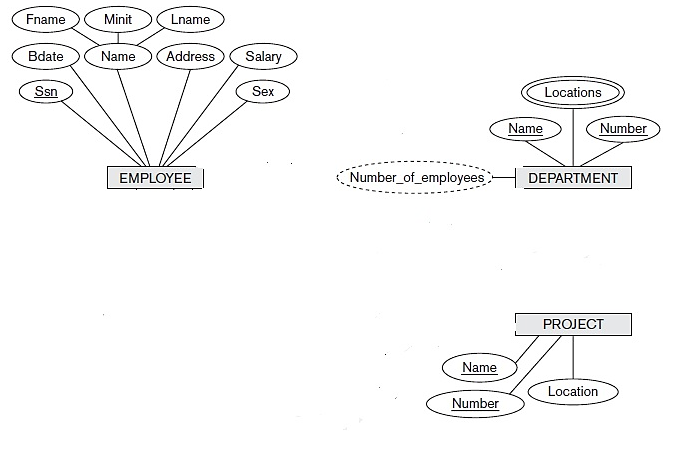 Fname Minit Lname
Bdate Name Address Salary
Ssn Sex
Locations
Name Number
EMPLOYEE
Number_of_employees
DEPARTMENT
PROJECT
Name
Location
Number